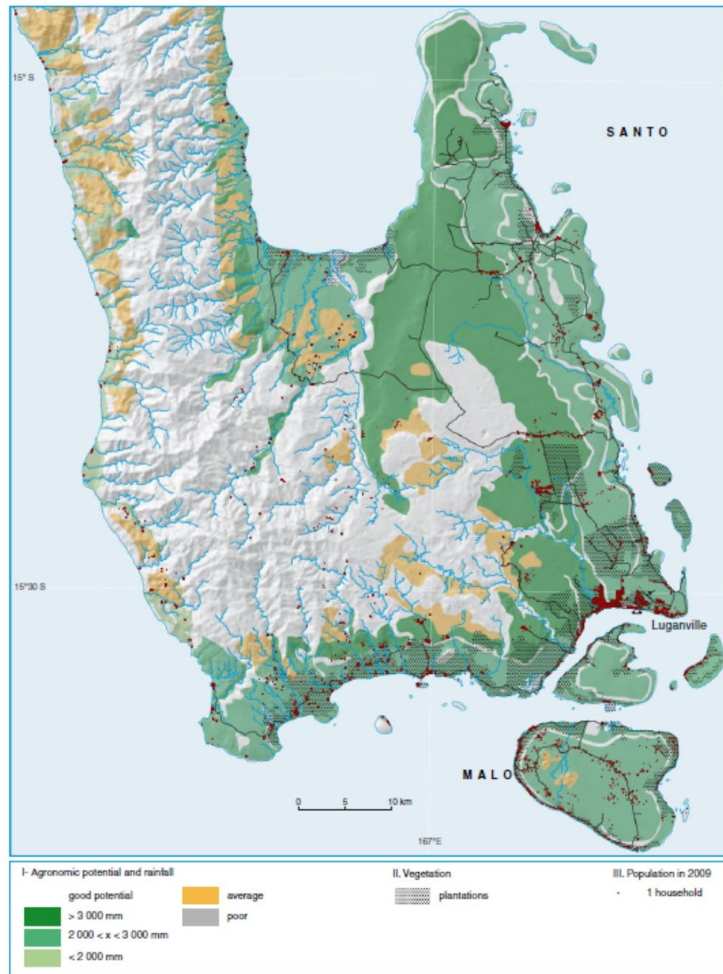 15° S
SANTO
15°30 S
Luganville
MALO
0 5 10 km
167°E
I- Agronomic potential and rainfall
good potential
> 3 000 mm
2 000 < x < 3 000 mm
< 2 000 mm
average
poor
II. Vegetation
plantations
III. Population in 2009
1 household